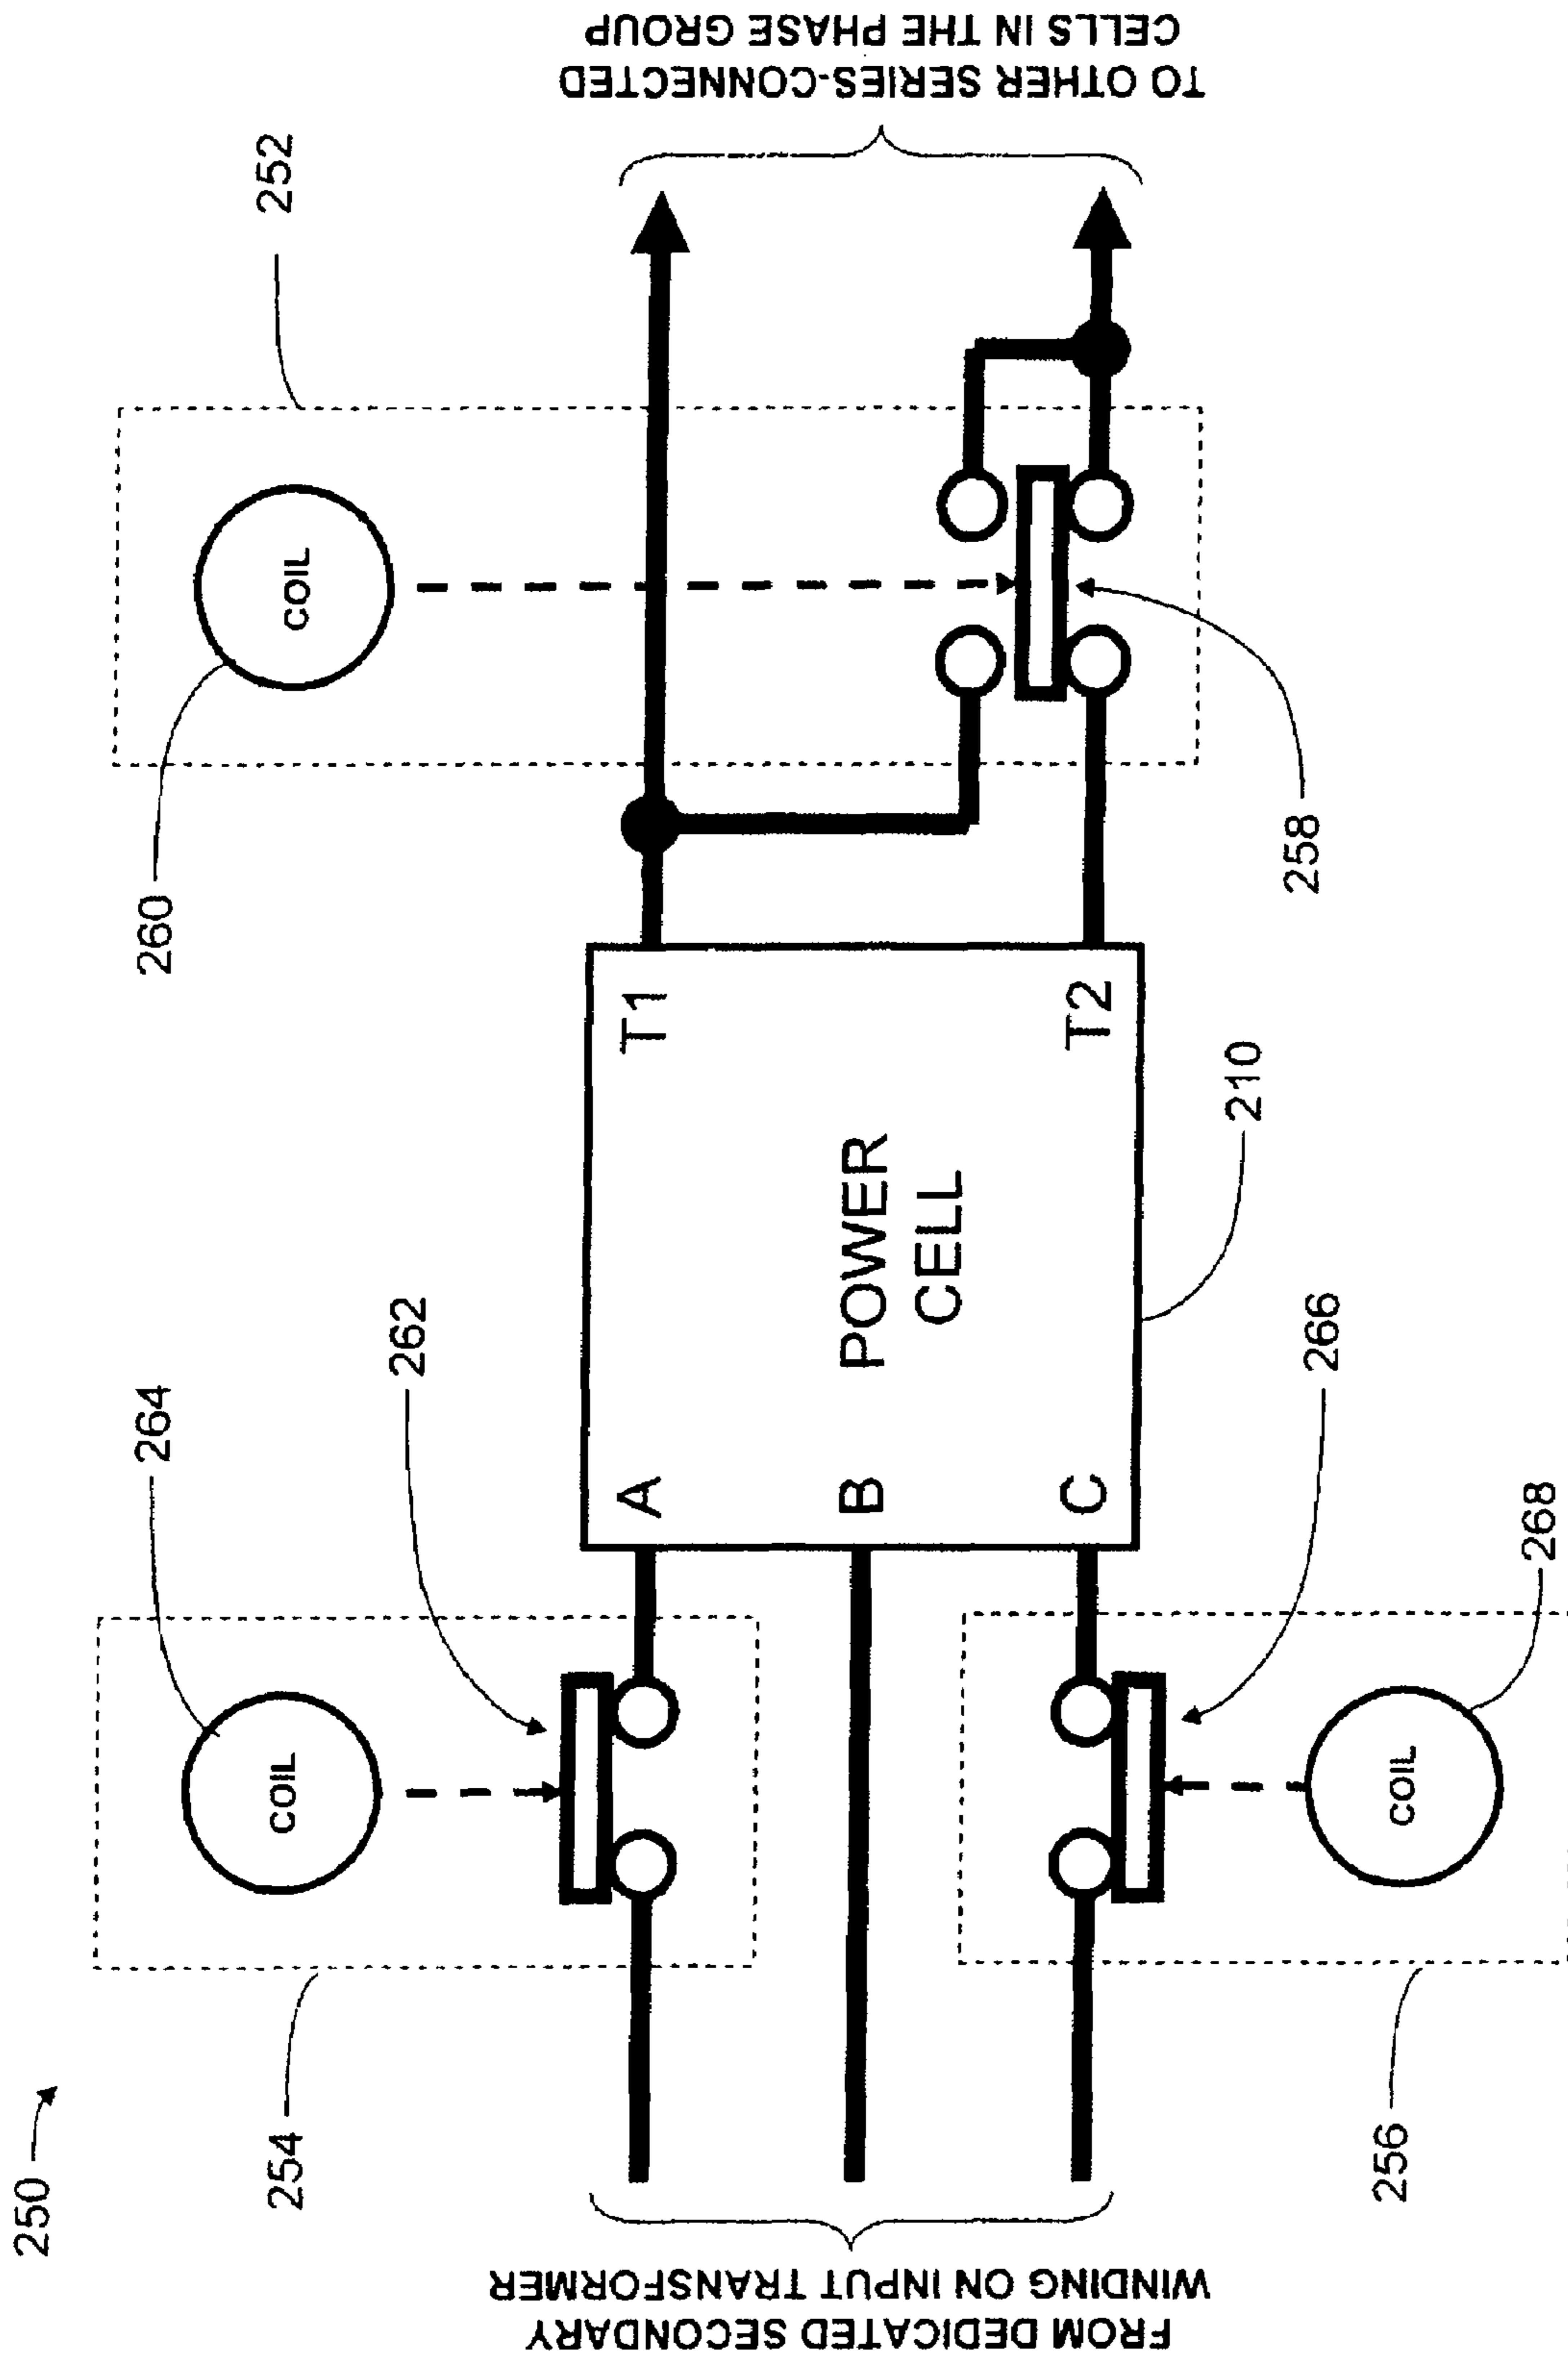 250
254
264
COIL
262
260
COIL
252
FROM DEDICATED SECONDARY
WINDING ON INPUT TRANSFORMER
A
B
C
POWER
CELL
T1
T2
TO OTHER SERIES-CONNECTED
CELLS IN THE PHASE GROUP
256
COIL
268
266
210
258